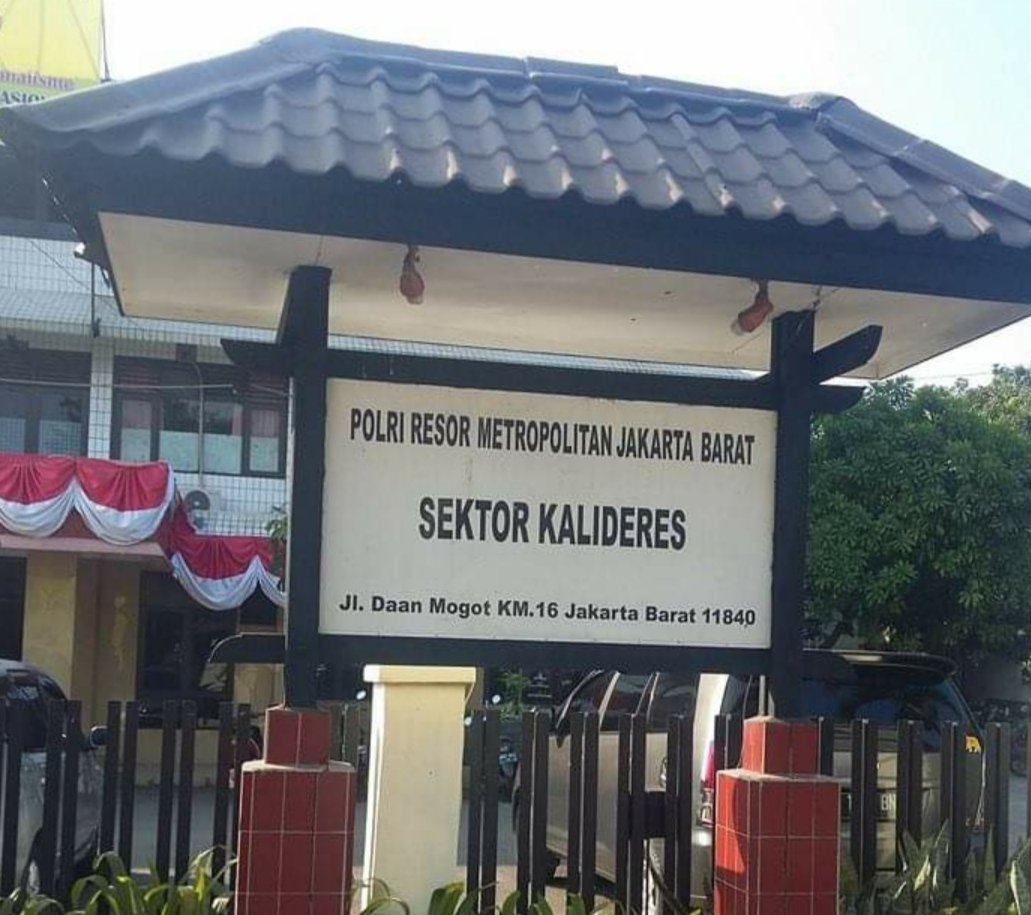 POLRI RESOR METROPOLITAN JAKARTA BARAT
SEKTOR KALIDERES
Jl. Daan Mogot KM.16 Jakarta Barat 11840